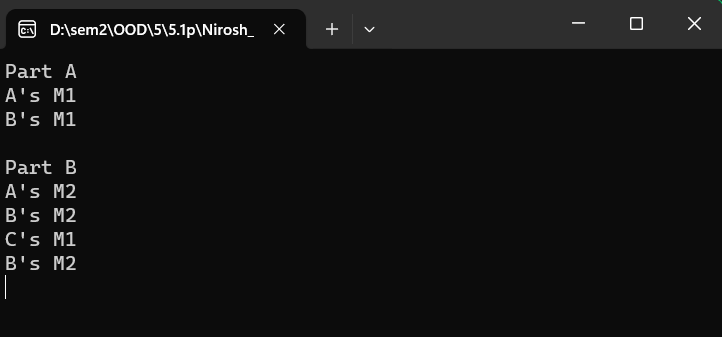 D:\sem2\OOD\5\5.1p\Nirosh_
Part A
A's M1
B's M1
Part B
A's M2
B's M2
C's M1
B's M2